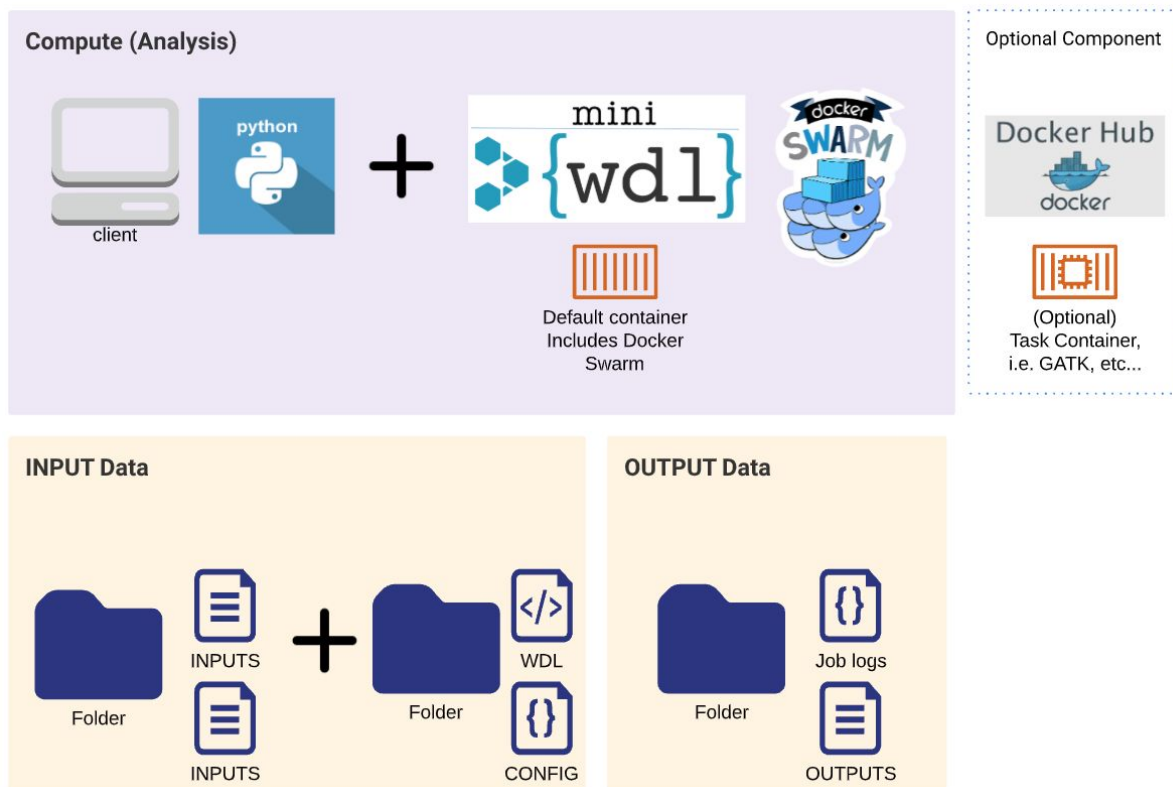 Compute (Analysis)
Optional Component
client
python
mini
{wdl}
docker
SWARM
Default container
Includes Docker
Swarm
Docker Hub
docker
(Optional)
Task Container,
i.e. GATK, etc...
INPUT Data
OUTPUT Data
Folder
INPUTS
INPUTS
Folder
</>
WDL
{}
CONFIG
Folder
{}
Job logs
OUTPUTS